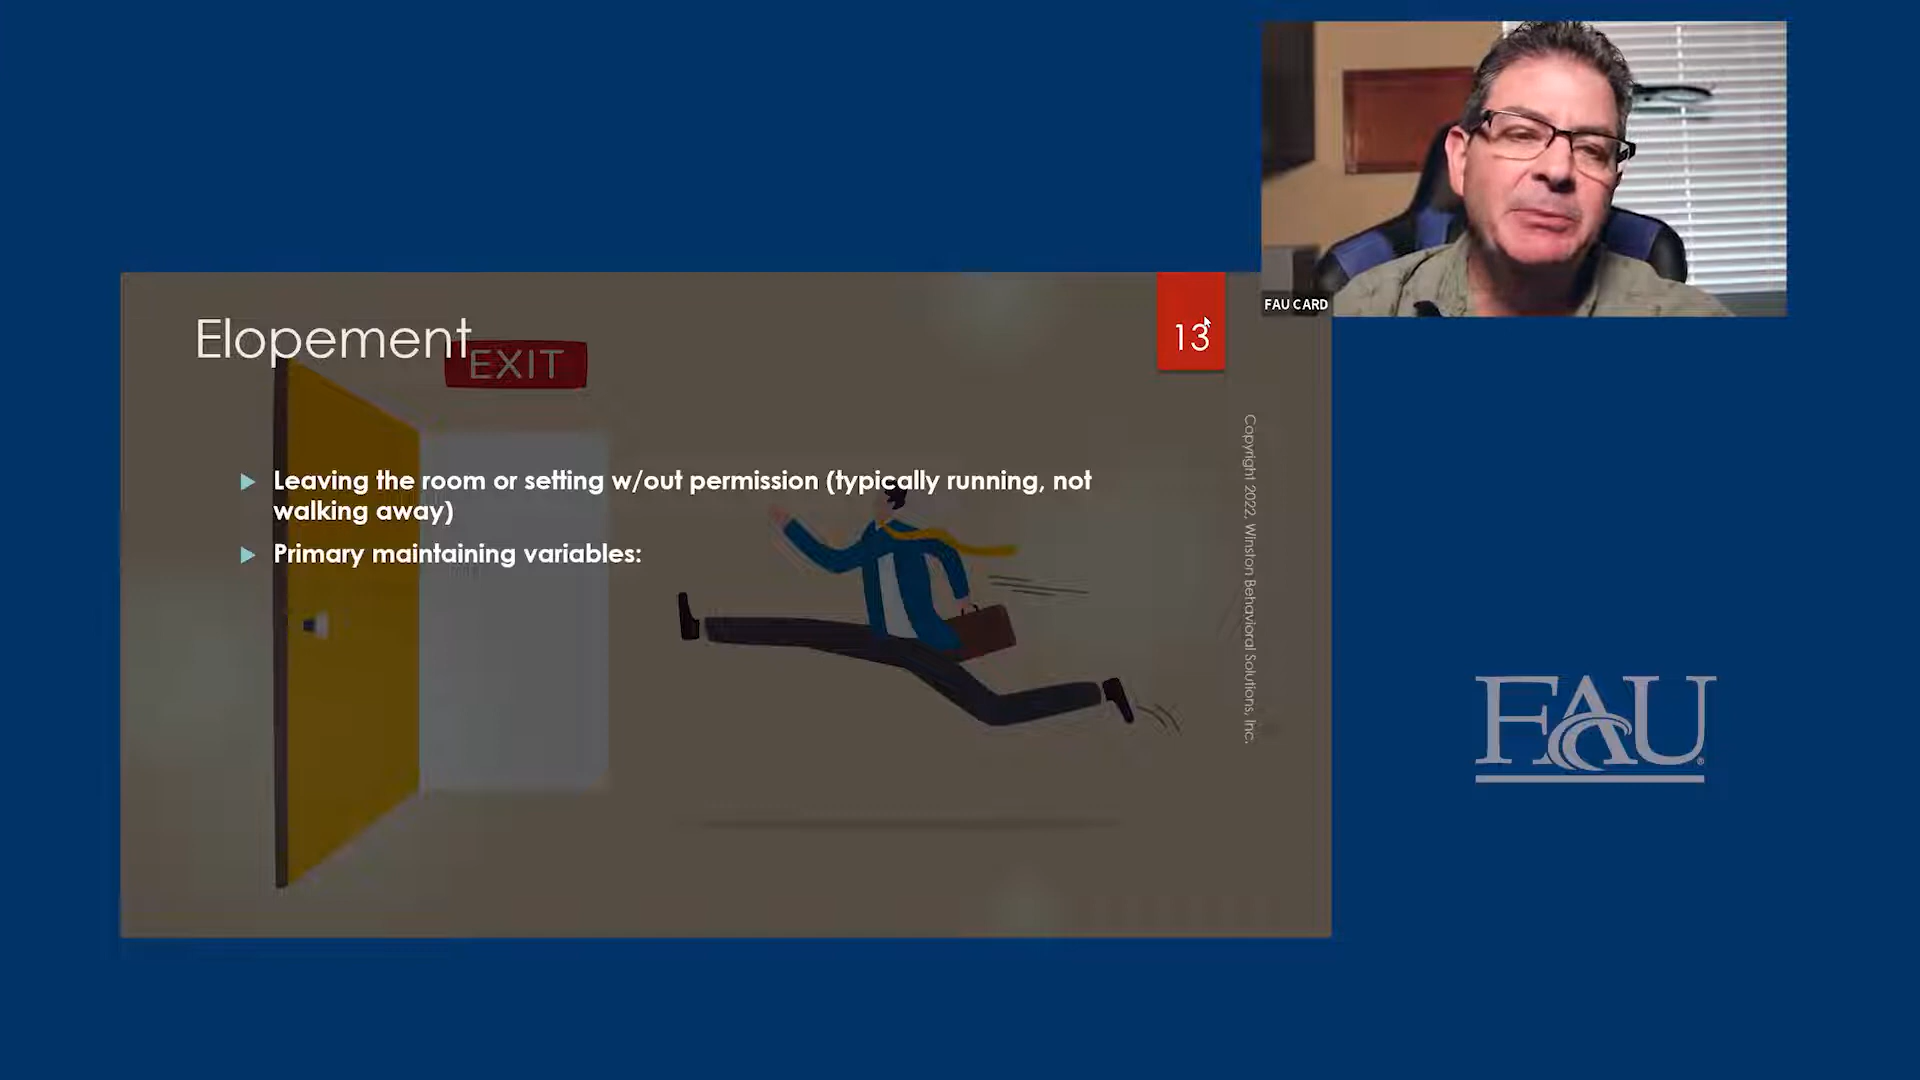 FAU CARD
Elopement
EXIT
13
Leaving the room or setting w/out permission (typically running, not
walking away)
Primary maintaining variables:
Copyright 2022, Winston Behavioral Solutions, Inc.
FAU